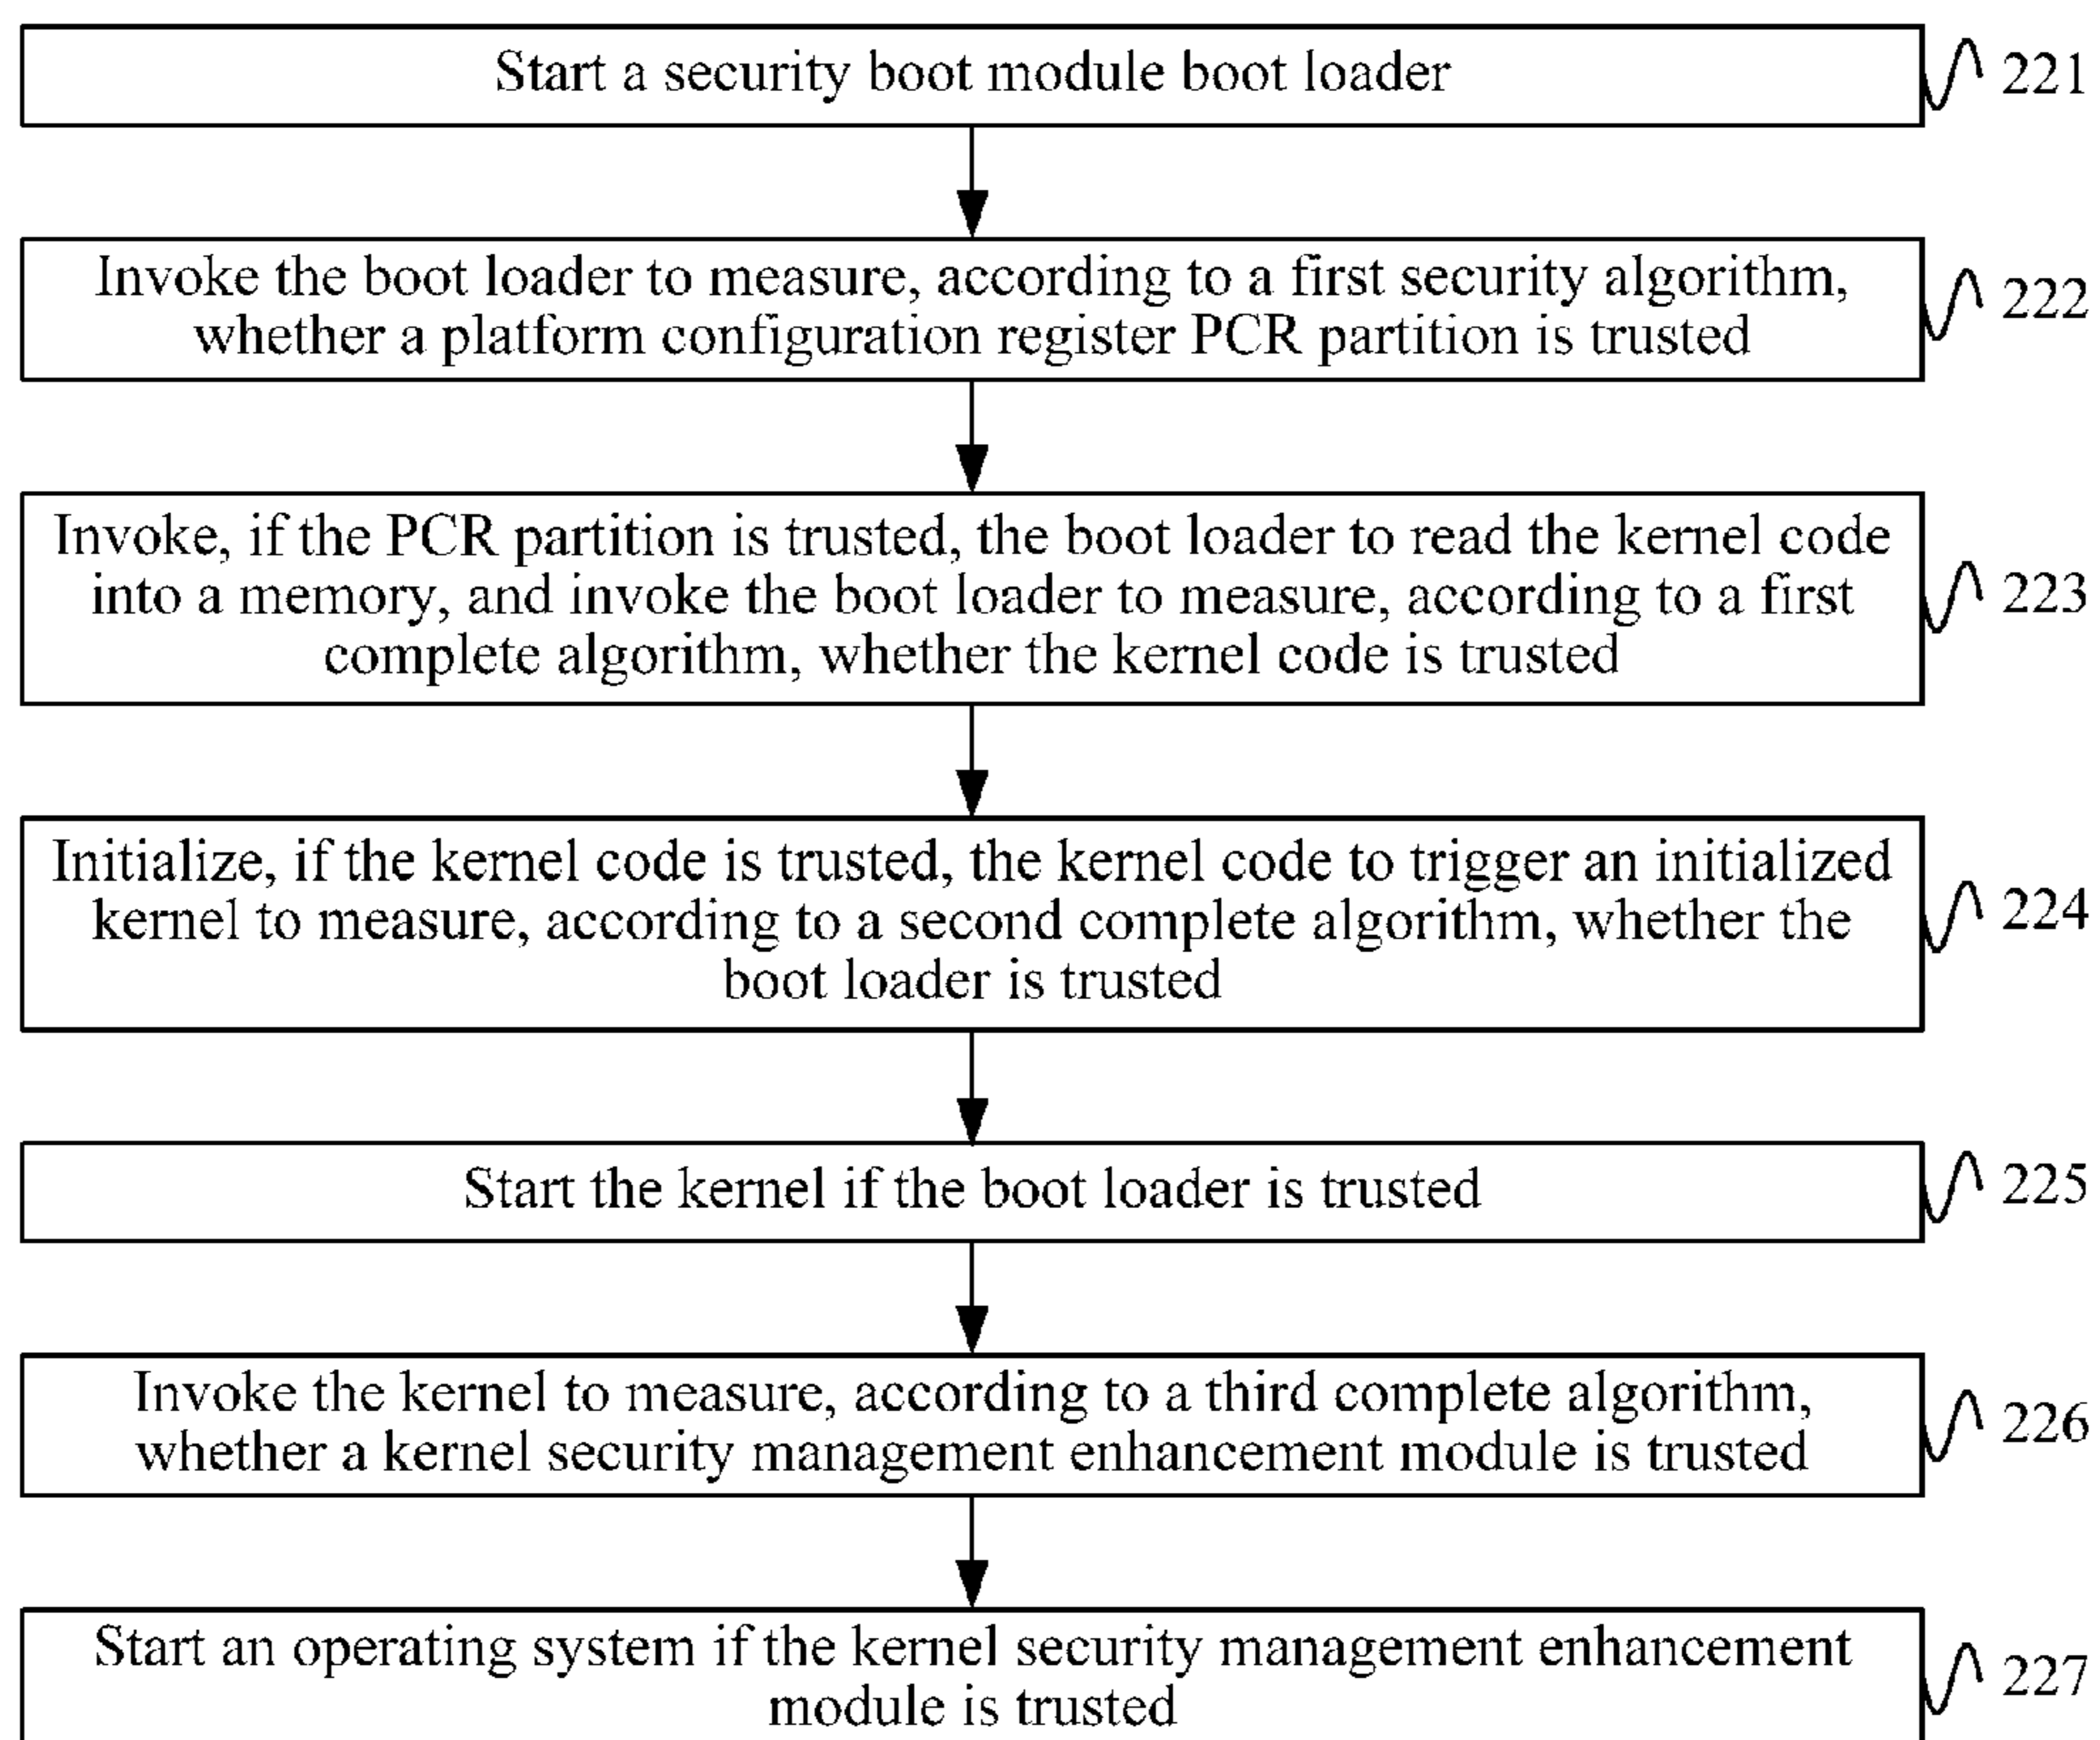 Start a security boot module boot loader
221
Invoke the boot loader to measure, according to a first security algorithm,
whether a platform configuration register PCR partition is trusted
222
Invoke, if the PCR partition is trusted, the boot loader to read the kernel code
into a memory, and invoke the boot loader to measure, according to a first
complete algorithm, whether the kernel code is trusted
223
Initialize, if the kernel code is trusted, the kernel code to trigger an initialized
kernel to measure, according to a second complete algorithm, whether the
boot loader is trusted
224
Start the kernel if the boot loader is trusted
225
Invoke the kernel to measure, according to a third complete algorithm,
whether a kernel security management enhancement module is trusted
226
Start an operating system if the kernel security management enhancement
module is trusted
227